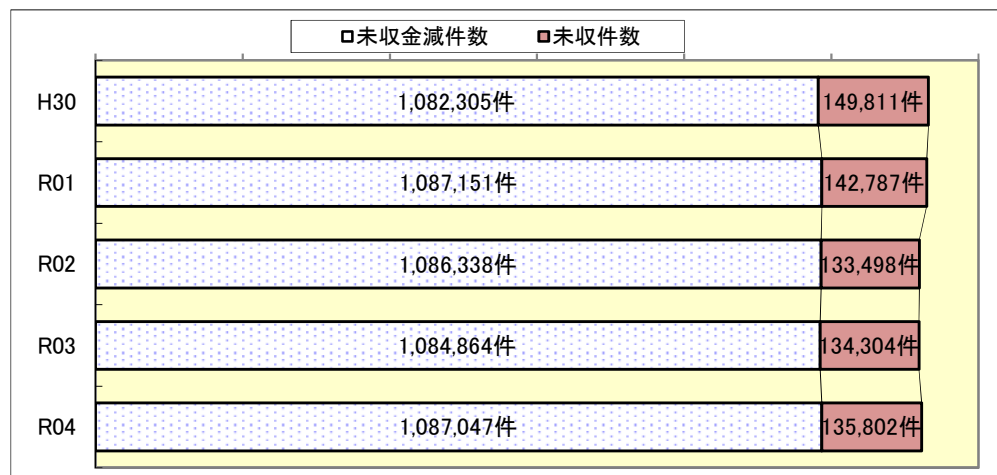 未収金減件数 未収件数
H30 1,082,305件 149,811件
R01 1,087,151件 142,787件
R02 1,086,338件 133,498件
R03 1,084,864件 134,304件
R04 1,087,047件 135,802件